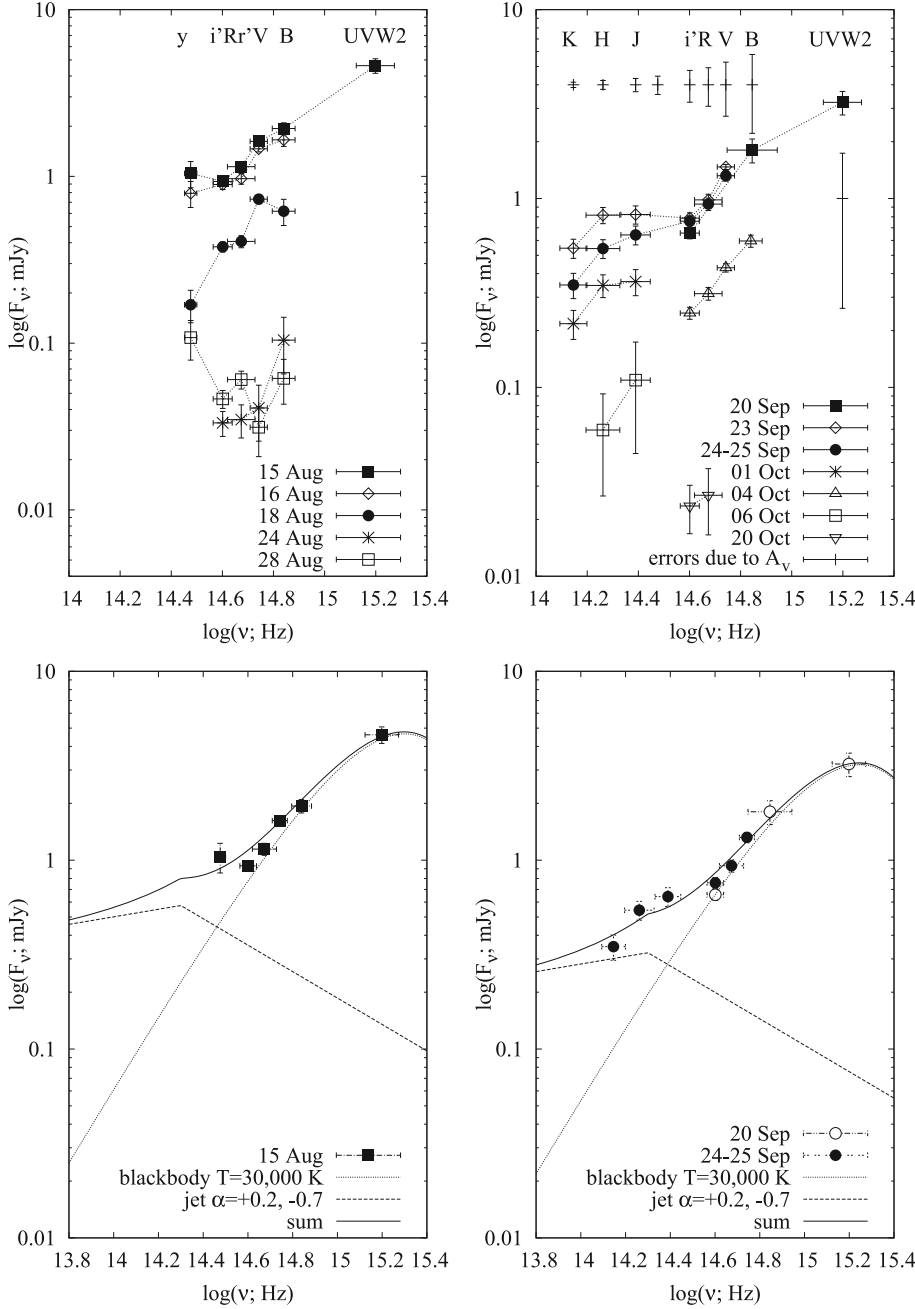 10
1
0.1
0.01
log(Fν; mJy)
y i'Rr'V B UVW2
15 Aug
16 Aug
18 Aug
24 Aug
28 Aug
14 14.2 14.4 14.6 14.8 15 15.2 15.4
log(ν; Hz)
10
1
0.1
0.01
log(Fν; mJy)
K H J i'R V B UVW2
20 Sep
23 Sep
24-25 Sep
01 Oct
04 Oct
06 Oct
20 Oct
errors due to Av
14 14.2 14.4 14.6 14.8 15 15.2 15.4
log(ν; Hz)
10
1
0.1
0.01
log(Fν; mJy)
15 Aug
blackbody T=30,000 K
jet α=+0.2, -0.7
sum
13.8 14 14.2 14.4 14.6 14.8 15 15.2 15.4
log(ν; Hz)
10
1
0.1
0.01
log(Fν; mJy)
20 Sep
24-25 Sep
blackbody T=30,000 K
jet α=+0.2, -0.7
sum
13.8 14 14.2 14.4 14.6 14.8 15 15.2 15.4
log(ν; Hz)